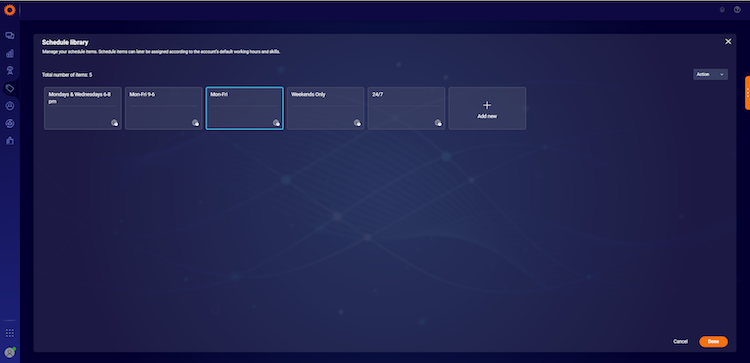 Schedule library
Manage your schedule items. Schedule items can later be assigned according to the account's default working hours and skills.
Total number of items: 5
Action
Mondays & Wednesdays 6-8
pm
Mon-Fri 9-6
Mon-Fri
Weekends Only
24/7
Add new
Cancel
Done